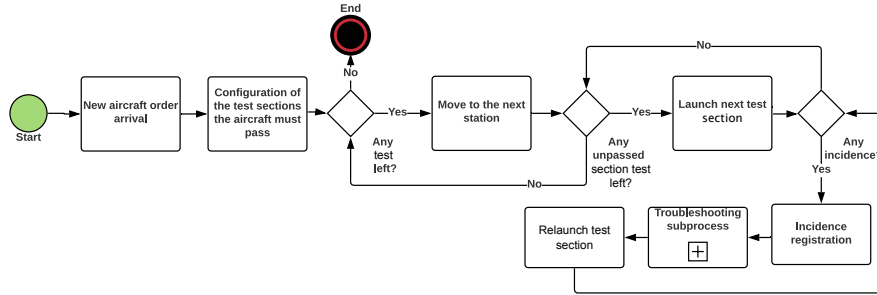 End
No
No
New aircraft order
arrival
Configuration of
the test sections
the aircraft must
pass
Yes
Move to the next
station
Yes
Launch next test
section
Start
Any
test
left?
Any
unpassed
section test
left?
Any
incidence?
No
Yes
Relaunch test
section
Troubleshooting
subprocess
Incidence
registration